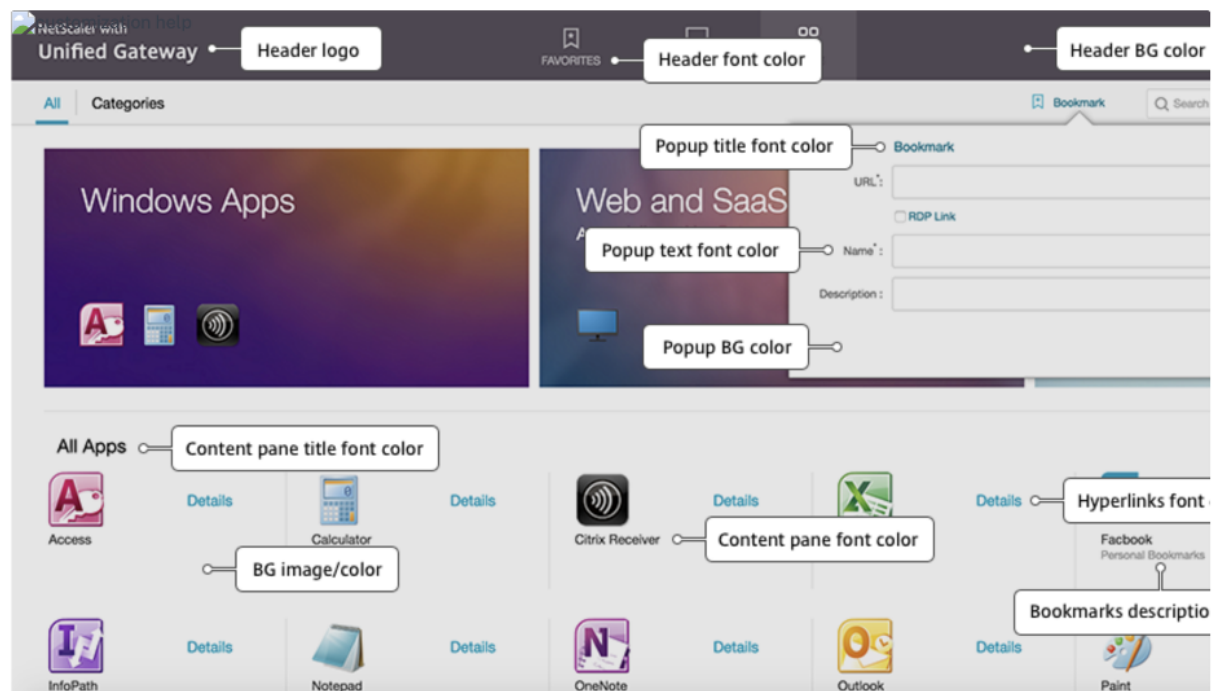 customization help
NetScaler with
Unified Gateway
Header logo
FAVORITES
Header font color
Header BG color
All
Categories
Bookmark
Search
Popup title font color
Bookmark
URL*:
RDP Link
Windows Apps
Web and SaaS
A
Popup text font color
Name*:
Description :
Popup BG color
All Apps
Content pane title font color
Details
Details
Details
Details
Hyperlinks font
Access
Calculator
Citrix Receiver
Content pane font color
Facbook
Personal Bookmarks
BG image/color
Bookmarks descriptio
Details
Details
Details
Details
InfoPath
Notepad
OneNote
Outlook
Paint